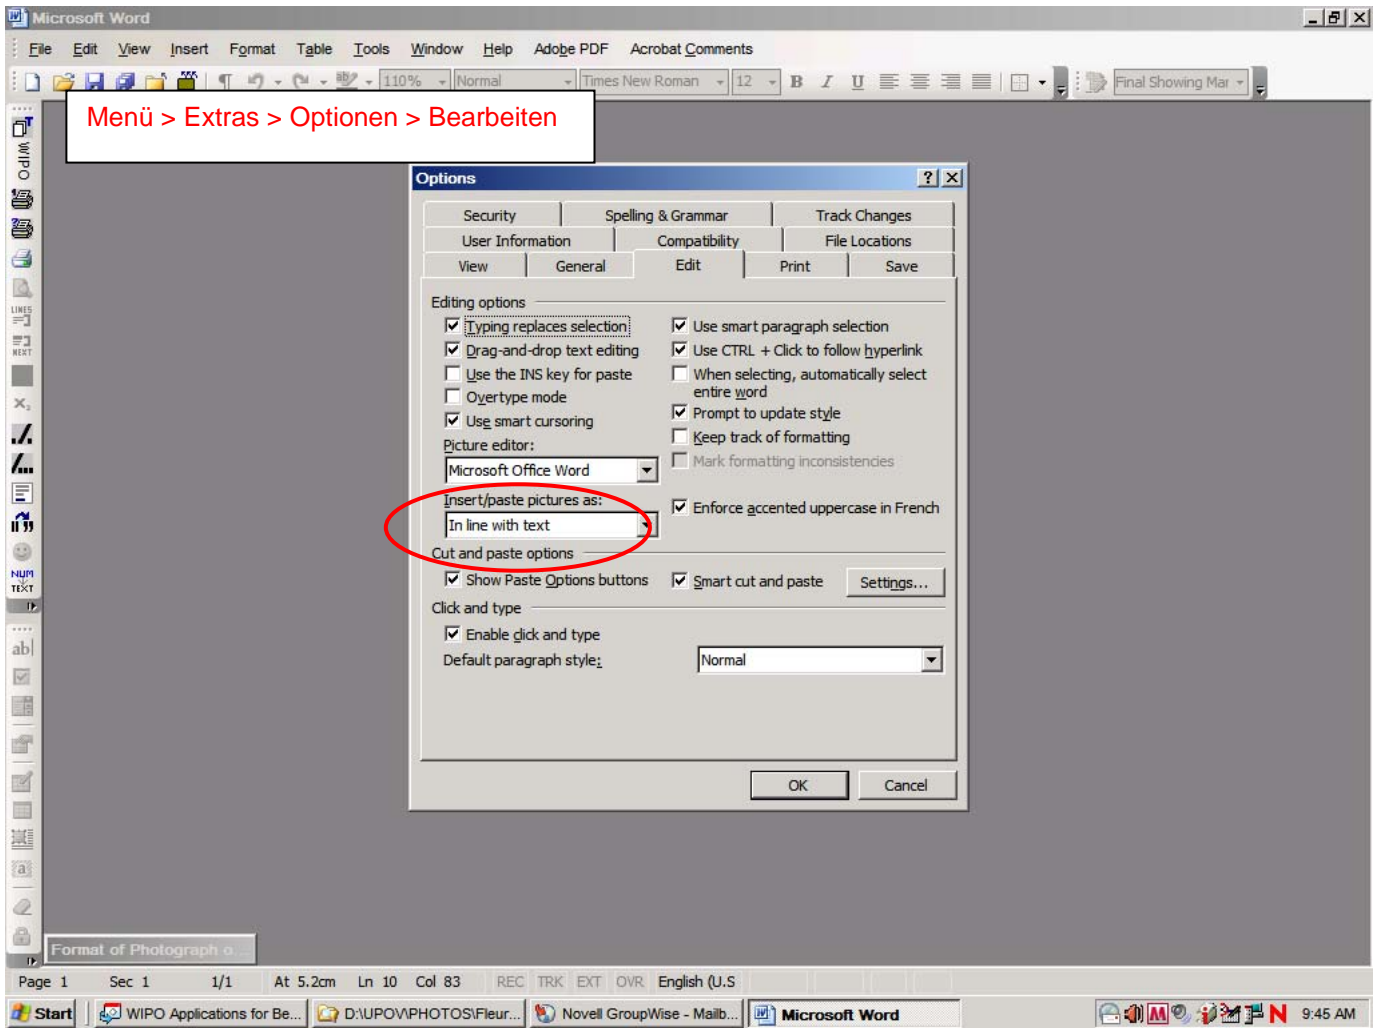 Microsoft Word
File Edit View Insert Format Table Tools Window Help Adobe PDF Acrobat Comments
110% Normal Times New Roman 12 B I U Final Showing Mar
Menü > Extras > Optionen > Bearbeiten
WIPO
LINES
NEXT
NUM
TEXT
ab
a
Options
Security Spelling & Grammar Track Changes
User Information Compatibility File Locations
View General Edit Print Save
Editing options
Typing replaces selection
Drag-and-drop text editing
Use the INS key for paste
Overtype mode
Use smart cursoring
Use smart paragraph selection
Use CTRL + Click to follow hyperlink
When selecting, automatically select
entire word
Prompt to update style
Keep track of formatting
Mark formatting inconsistencies
Picture editor:
Microsoft Office Word
Insert/paste pictures as:
In line with text
Enforce accented uppercase in French
Cut and paste options
Show Paste Options buttons Smart cut and paste Settings...
Click and type
Enable click and type
Default paragraph style: Normal
OK Cancel
Format of Photograph o...
Page 1 Sec 1 1/1 At 5.2cm Ln 10 Col 83 REC TRK EXT OVR English (U.S
Start WIPO Applications for Be... D:\UPOV\PHOTOS\Fleur... Novell GroupWise - Mailb... Microsoft Word M N 9:45 AM